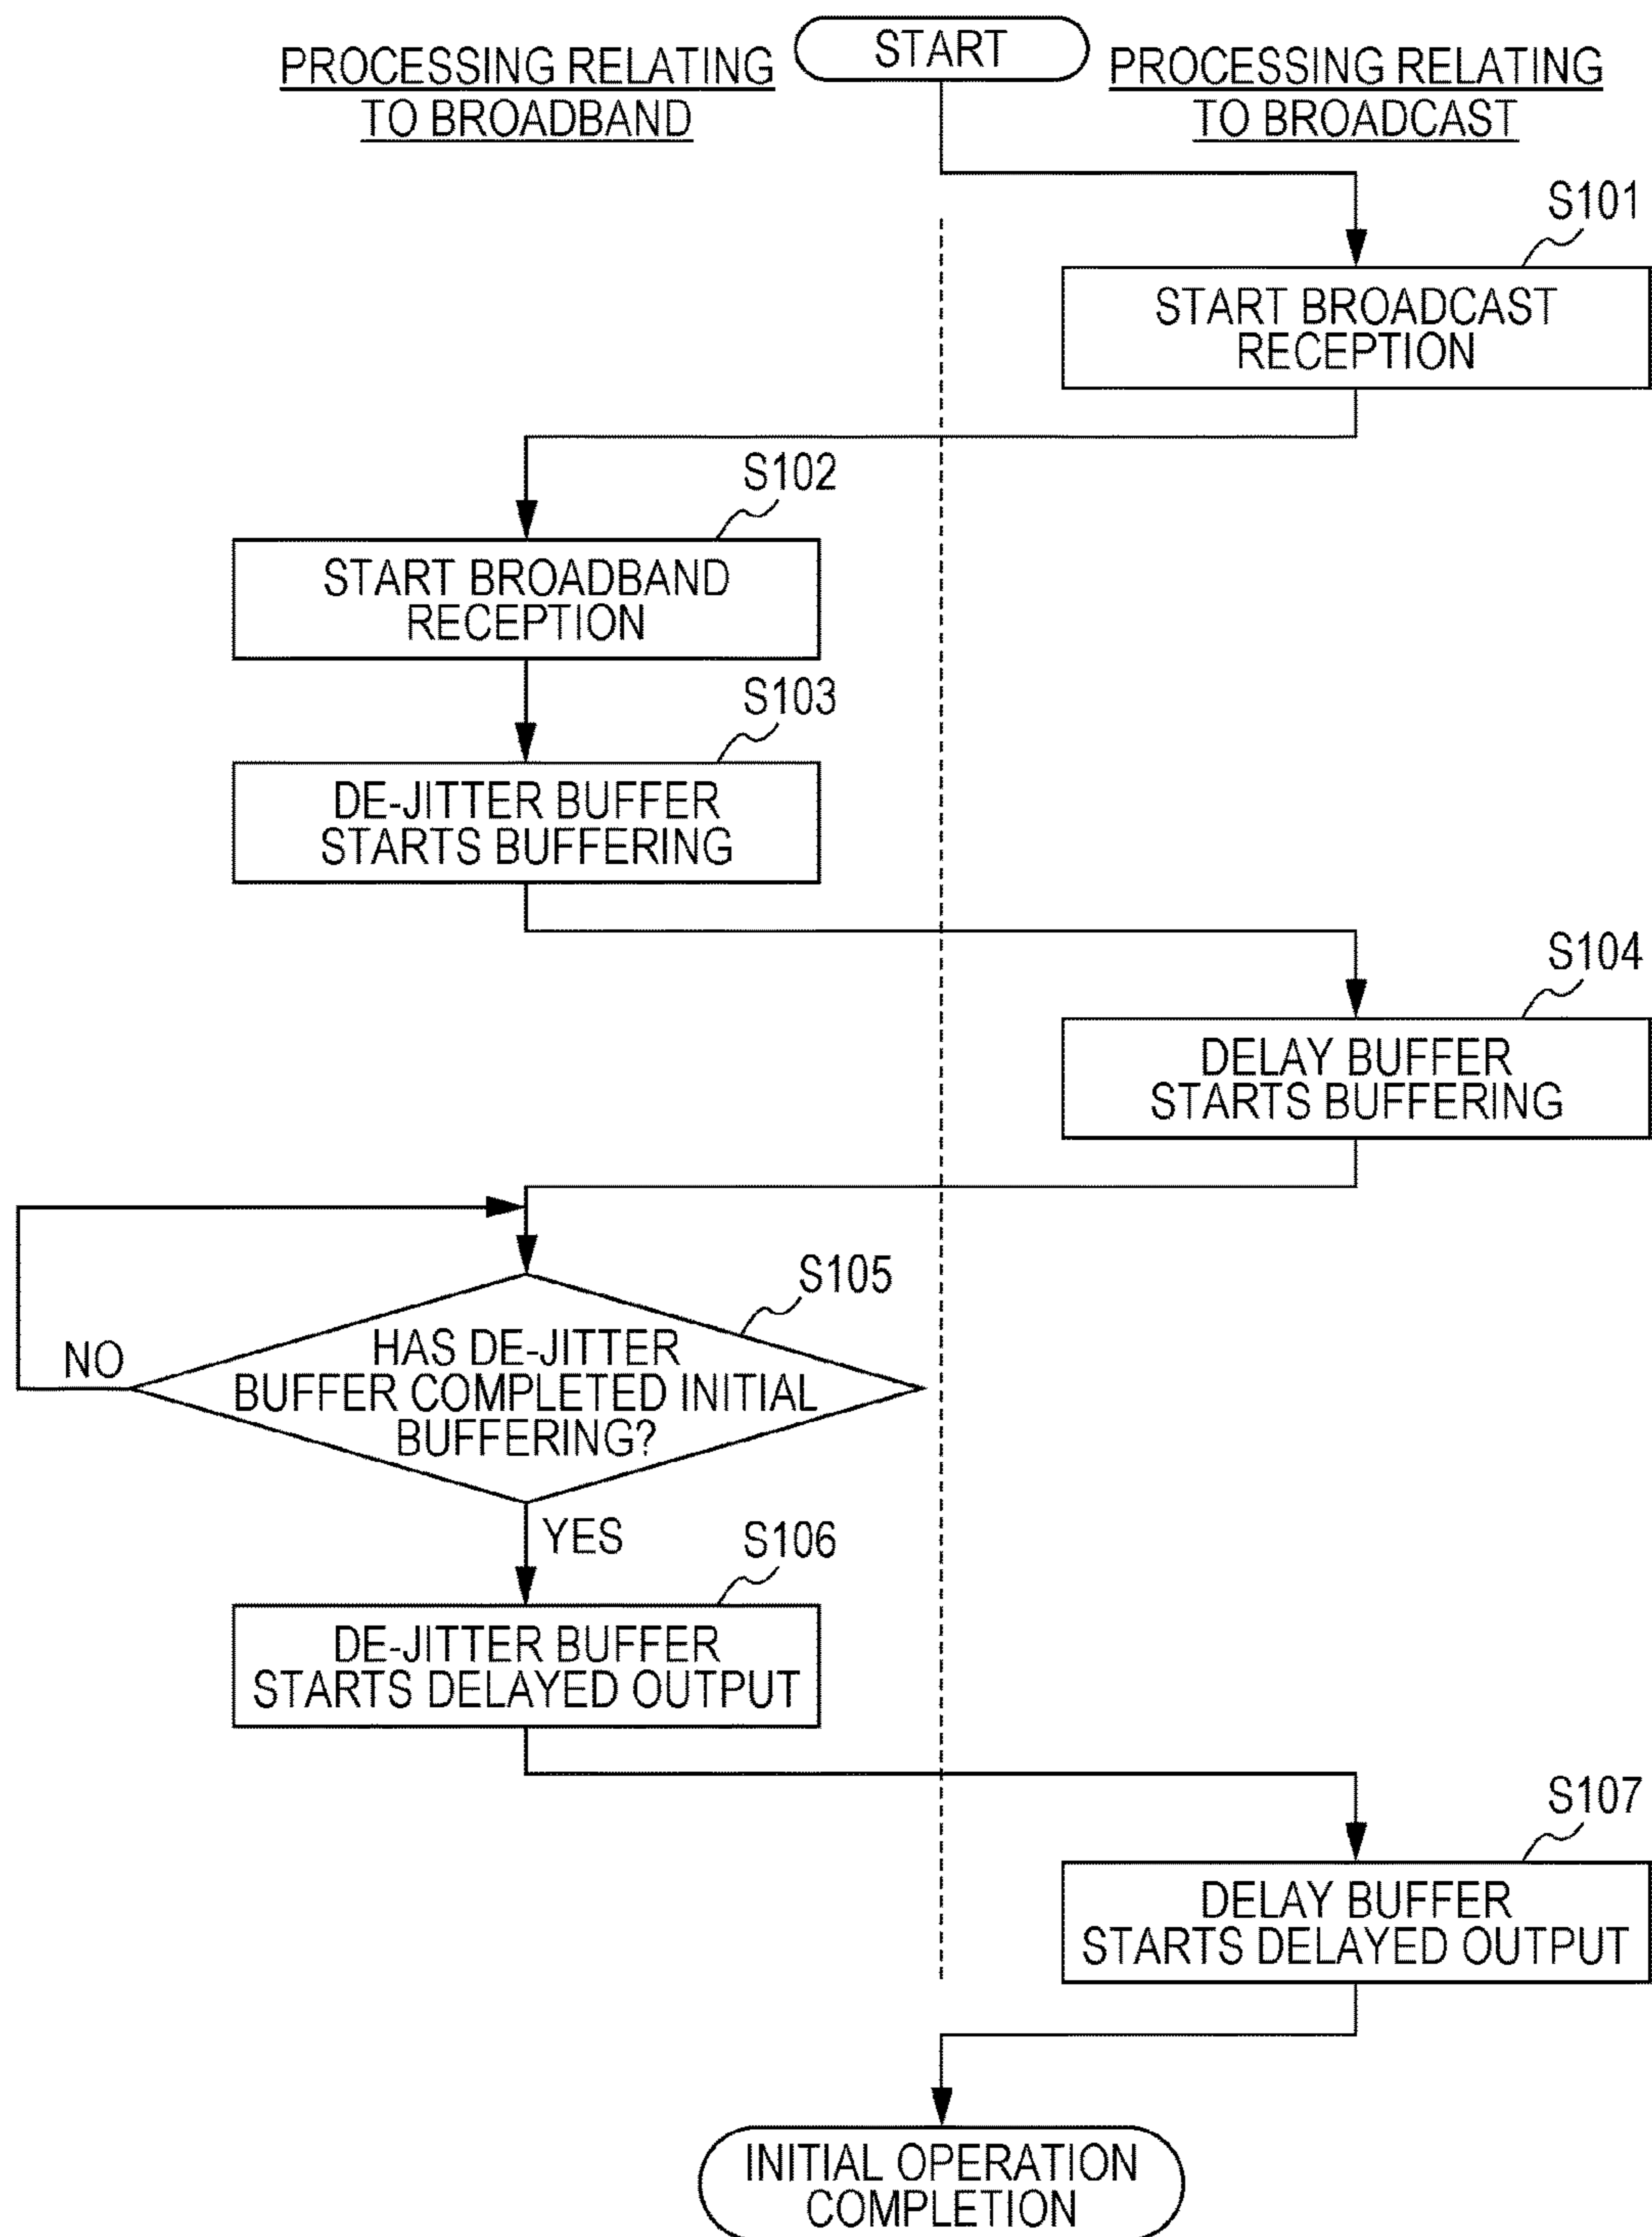 START
PROCESSING RELATING
TO BROADBAND
PROCESSING RELATING
TO BROADCAST
S101
START BROADCAST
RECEPTION
S102
START BROADBAND
RECEPTION
S103
DE-JITTER BUFFER
STARTS BUFFERING
S104
DELAY BUFFER
STARTS BUFFERING
S105
HAS DE-JITTER
BUFFER COMPLETED INITIAL
BUFFERING?
NO
YES
S106
DE-JITTER BUFFER
STARTS DELAYED OUTPUT
S107
DELAY BUFFER
STARTS DELAYED OUTPUT
INITIAL OPERATION
COMPLETION